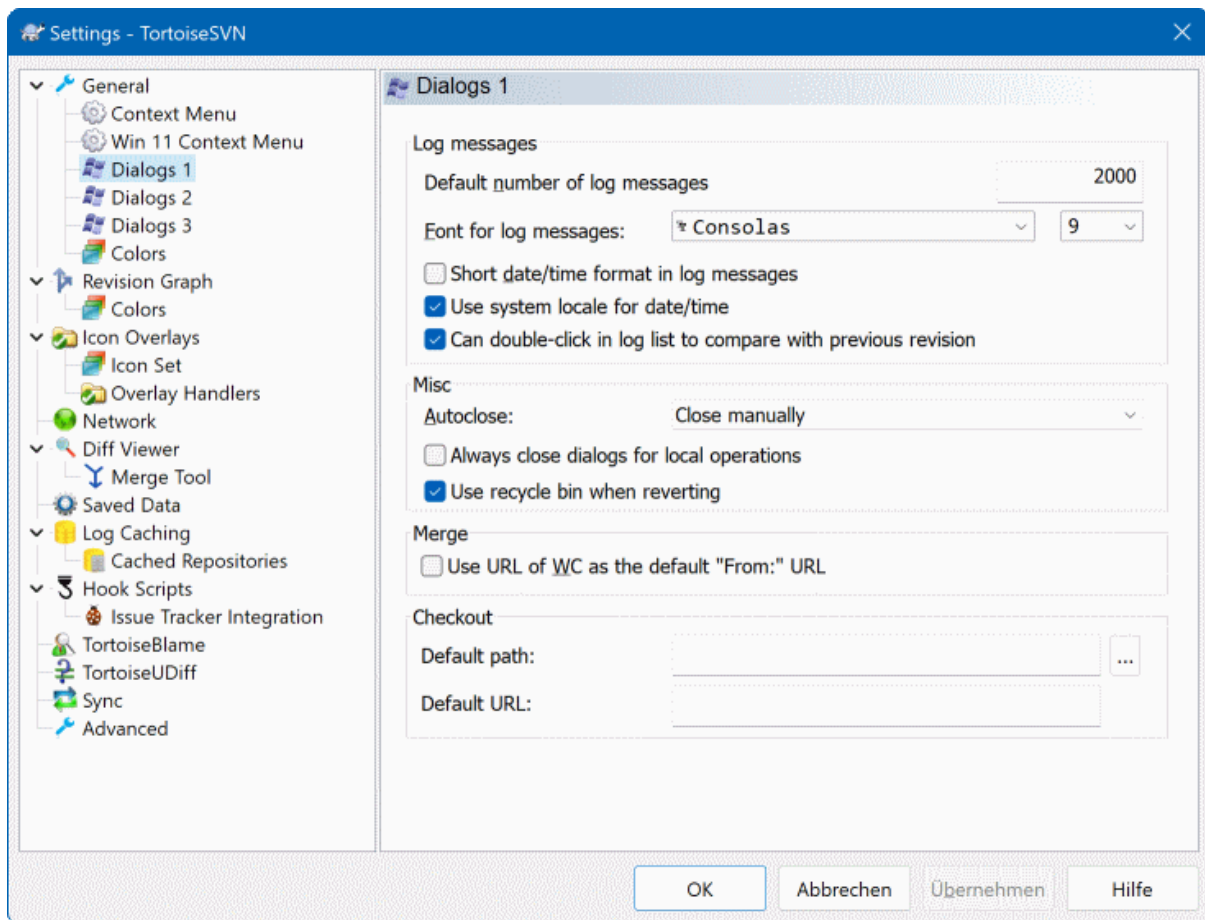 Settings - TortoiseSVN
General
Context Menu
Win 11 Context Menu
Dialogs 1
Dialogs 2
Dialogs 3
Colors
Revision Graph
Colors
Icon Overlays
Icon Set
Overlay Handlers
Network
Diff Viewer
Merge Tool
Saved Data
Log Caching
Cached Repositories
Hook Scripts
Issue Tracker Integration
TortoiseBlame
TortoiseUDiff
Sync
Advanced
Dialogs 1
Log messages
Default number of log messages 2000
Font for log messages: Consolas 9
Short date/time format in log messages
Use system locale for date/time
Can double-click in log list to compare with previous revision
Misc
Autoclose: Close manually
Always close dialogs for local operations
Use recycle bin when reverting
Merge
Use URL of WC as the default "From:" URL
Checkout
Default path: ...
Default URL:
OK Abbrechen Übernehmen Hilfe